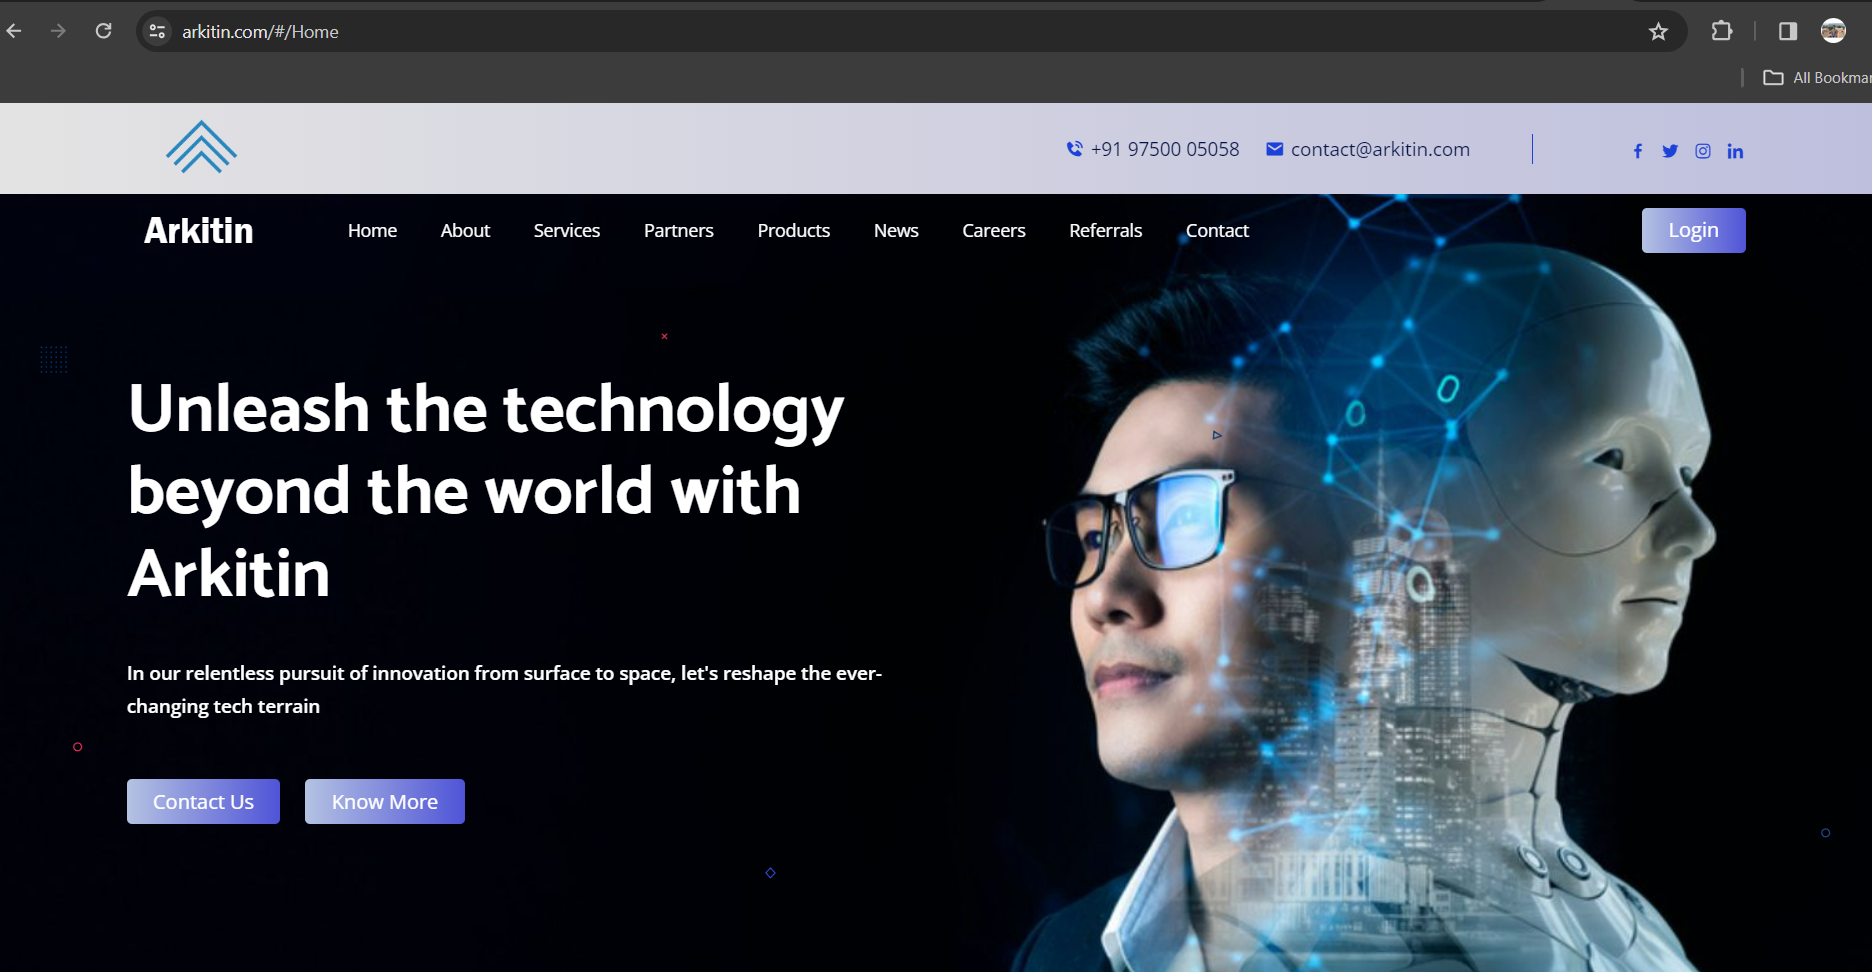 arkitin.com/#/Home
All Bookmar
+91 97500 05058 contact@arkitin.com
Arkitin Home About Services Partners Products News Careers Referrals Contact Login
Unleash the technology
beyond the world with
Arkitin
In our relentless pursuit of innovation from surface to space, let's reshape the ever-
changing tech terrain
Contact Us Know More